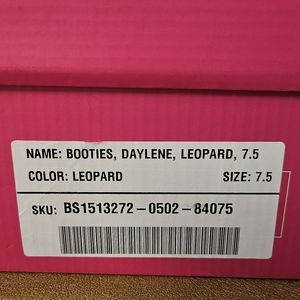 NAME: BOOTIES, DAYLENE, LEOPARD, 7.5
COLOR: LEOPARD SIZE: 7.5
SKU: BS1513272-0502-84075